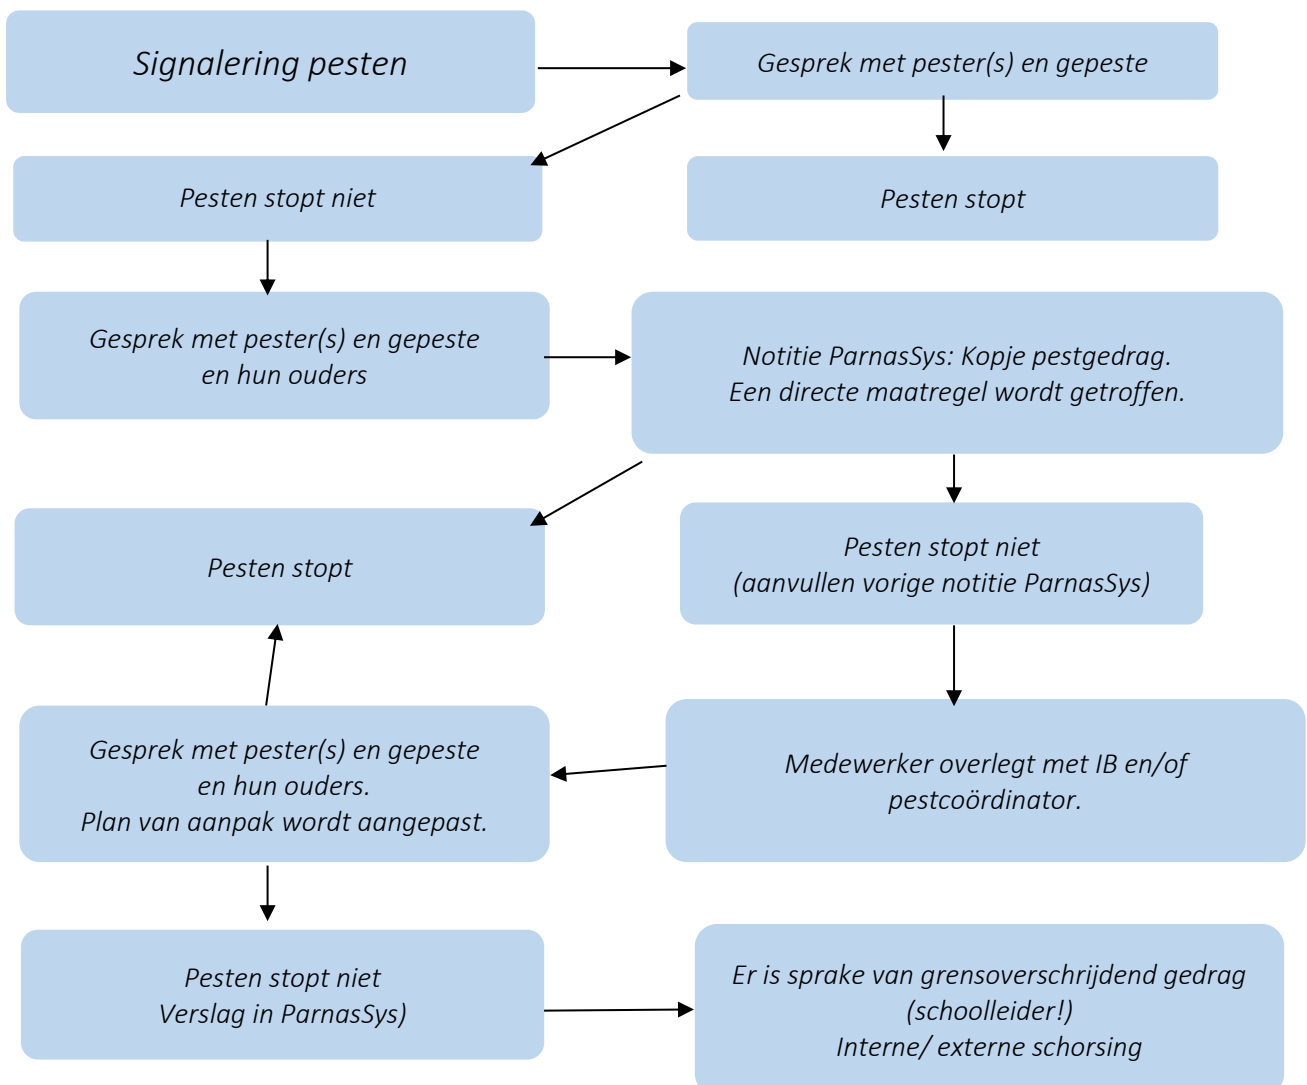 Signalering pesten
Gesprek met pester(s) en gepeste
Pesten stopt niet
Pesten stopt
Gesprek met pester(s) en gepeste
en hun ouders
Notitie ParnasSys: Kopje pestgedrag.
Een directe maatregel wordt getroffen.
Pesten stopt
Pesten stopt niet
(aanvullen vorige notitie ParnasSys)
Gesprek met pester(s) en gepeste
en hun ouders.
Plan van aanpak wordt aangepast.
Medewerker overlegt met IB en/of
pestcoördinator.
Pesten stopt niet
Verslag in ParnasSys)
Er is sprake van grensoverschrijdend gedrag
(schoolleider!)
Interne/ externe schorsing